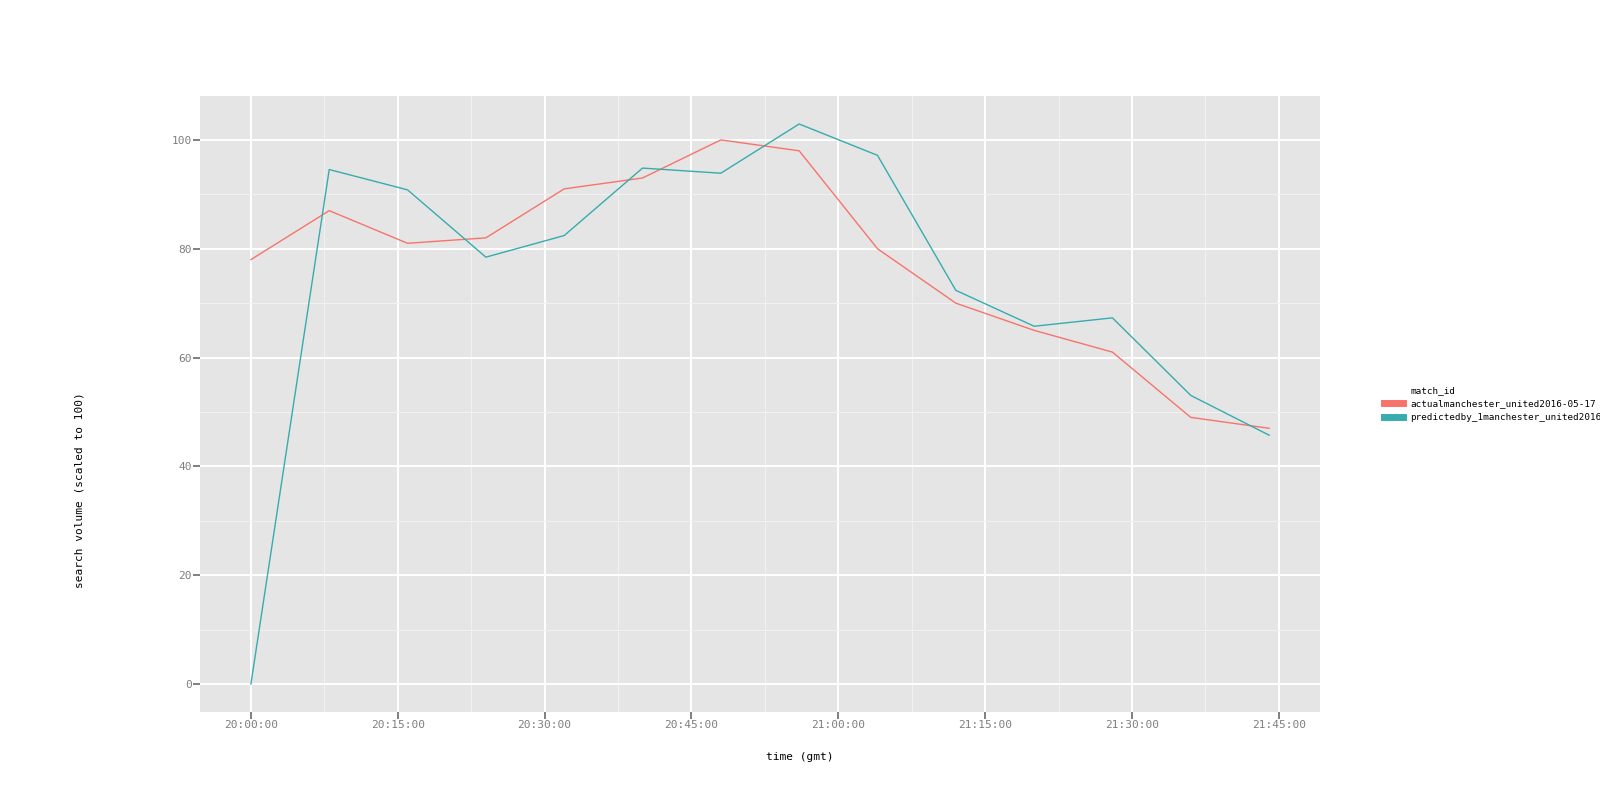 search volume (scaled to 100)
100
80
60
40
20
0
20:00:00 20:15:00 20:30:00 20:45:00 21:00:00 21:15:00 21:30:00 21:45:00
time (gmt)
match_id
actualmanchester_united2016-05-17
predictedby_1manchester_united2016